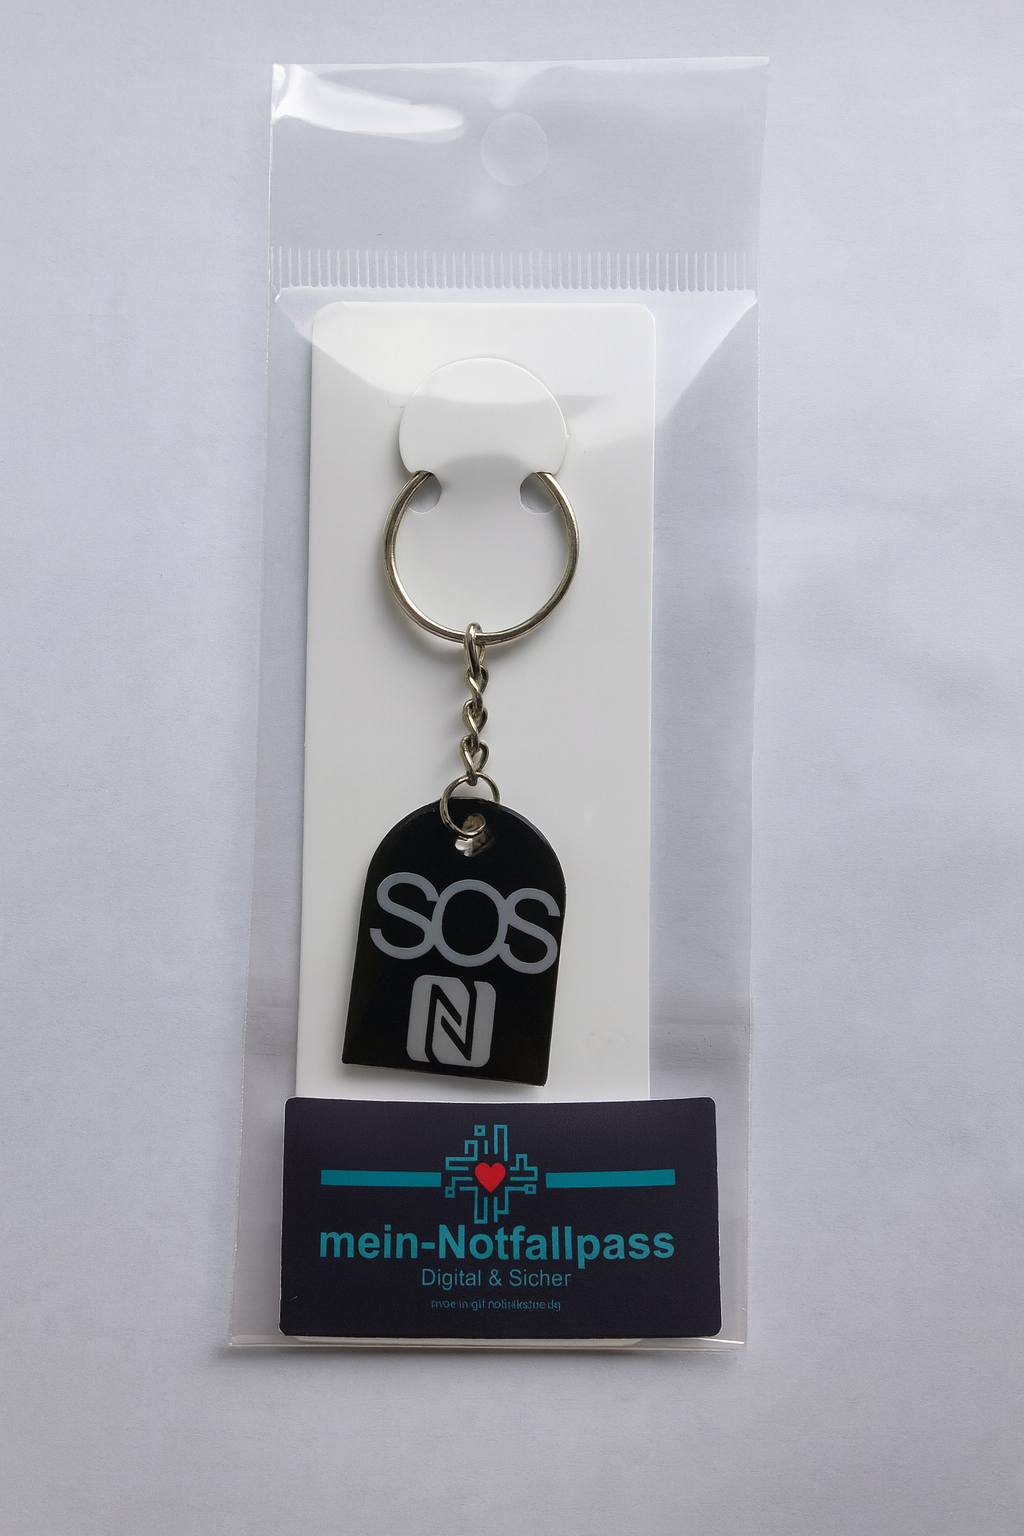 SOS
mein-Notfallpass
Digital & Sicher